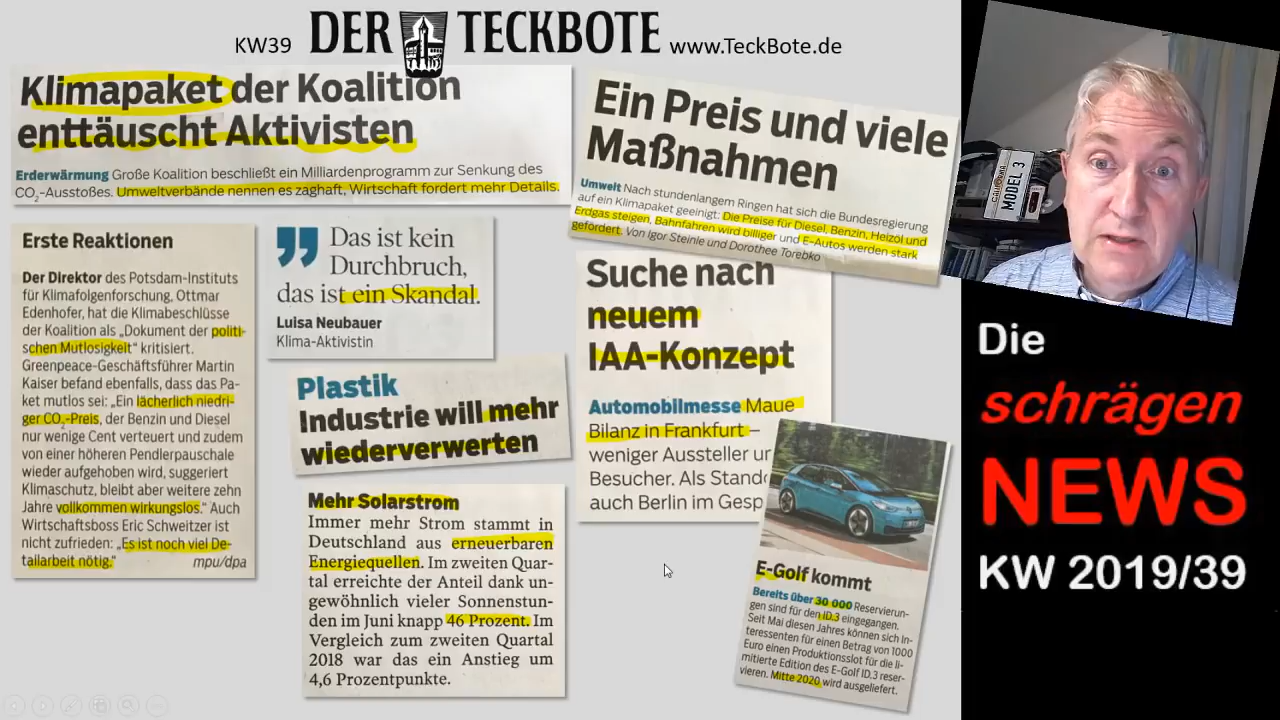 KW39 DER TECKBOTE www.TeckBote.de
Klimapaket der Koalition
enttäuscht Aktivisten
Erderwärmung Große Koalition beschließt ein Milliardenprogramm zur Senkung des
CO2-Ausstoßes. Umweltverbände nennen es zaghaft, Wirtschaft fordert mehr Details.
Ein Preis und viele
Maßnahmen
Umwelt Nach stundenlangem Ringen hat sich die Bundesregierung
auf ein Klimapaket geeinigt: Die Preise für Diesel, Benzin, Heizöl und
Erdgas steigen, Bahnfahren wird billiger und E-Autos werden stark
gefördert. Von Igor Steinle und Dorothee Torebko
Erste Reaktionen
Der Direktor des Potsdam-Instituts
für Klimafolgenforschung, Ottmar
Edenhofer, hat die Klimabeschlüsse
der Koalition als „Dokument der politi-
schen Mutlosigkeit“ kritisiert.
Greenpeace-Geschäftsführer Martin
Kaiser befand ebenfalls, dass das Pa-
ket mutlos sei: „Ein lächerlich niedri-
ger CO2-Preis, der Benzin und Diesel
nur wenige Cent verteuert und zudem
von einer höheren Pendlerpauschale
wieder aufgehoben wird, suggeriert
Klimaschutz, bleibt aber weitere zehn
Jahre vollkommen wirkungslos.“ Auch
Wirtschaftsboss Eric Schweitzer ist
nicht zufrieden: „Es ist noch viel De-
tailarbeit nötig.“ mpu/dpa
Das ist kein
Durchbruch,
das ist ein Skandal.
Luisa Neubauer
Klima-Aktivistin
Plastik
Industrie will mehr
wiederverwerten
Mehr Solarstrom
Immer mehr Strom stammt in
Deutschland aus erneuerbaren
Energiequellen. Im zweiten Quar-
tal erreichte der Anteil dank un-
gewöhnlich vieler Sonnenstun-
den im Juni knapp 46 Prozent. Im
Vergleich zum zweiten Quartal
2018 war das ein Anstieg um
4,6 Prozentpunkte.
Suche nach
neuem
IAA-Konzept
Automobilmesse Maue
Bilanz in Frankfurt –
weniger Aussteller un
Besucher. Als Stando
auch Berlin im Gesp
E-Golf kommt
Bereits über 30 000 Reservierun-
gen sind für den ID.3 eingegangen.
Seit Mai diesen Jahres können sich In-
teressenten für einen Betrag von 1000
Euro einen Produktionsslot für die li-
mitierte Edition des E-Golf ID.3 reser-
vieren. Mitte 2020 wird ausgeliefert.
MODEL 3
Die
schrägen
NEWS
KW 2019/39